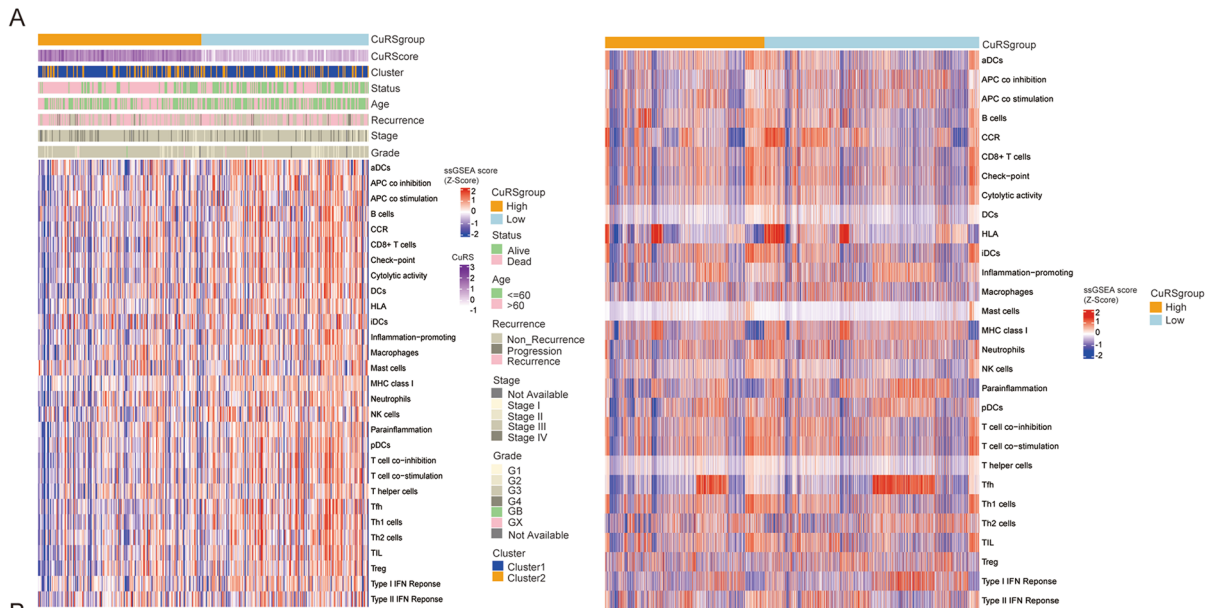 A
CuRSgroup
CuRScore
Cluster
Status
Age
Recurrence
Stage
Grade
aDCs
APC co inhibition
APC co stimulation
B cells
CCR
CD8+ T cells
Check-point
Cytolytic activity
DCs
HLA
iDCs
Inflammation-promoting
Macrophages
Mast cells
MHC class I
Neutrophils
NK cells
Parainflammation
pDCs
T cell co-inhibition
T cell co-stimulation
T helper cells
Tfh
Th1 cells
Th2 cells
TIL
Treg
Type I IFN Reponse
Type II IFN Reponse
ssGSEA score
(Z-Score)
2
1
0
-1
-2
CuRS
3
2
1
0
-1
CuRSgroup
High
Low
Status
Alive
Dead
Age
<=60
>60
Recurrence
Non_Recurrence
Progression
Recurrence
Stage
Not Available
Stage I
Stage II
Stage III
Stage IV
Grade
G1
G2
G3
G4
GB
GX
Not Available
Cluster
Cluster1
Cluster2
CuRSgroup
aDCs
APC co inhibition
APC co stimulation
B cells
CCR
CD8+ T cells
Check-point
Cytolytic activity
DCs
HLA
iDCs
Inflammation-promoting
Macrophages
Mast cells
MHC class I
Neutrophils
NK cells
Parainflammation
pDCs
T cell co-inhibition
T cell co-stimulation
T helper cells
Tfh
Th1 cells
Th2 cells
TIL
Treg
Type I IFN Reponse
Type II IFN Reponse
ssGSEA score
(Z-Score)
2
1
0
-1
-2
CuRSgroup
High
Low